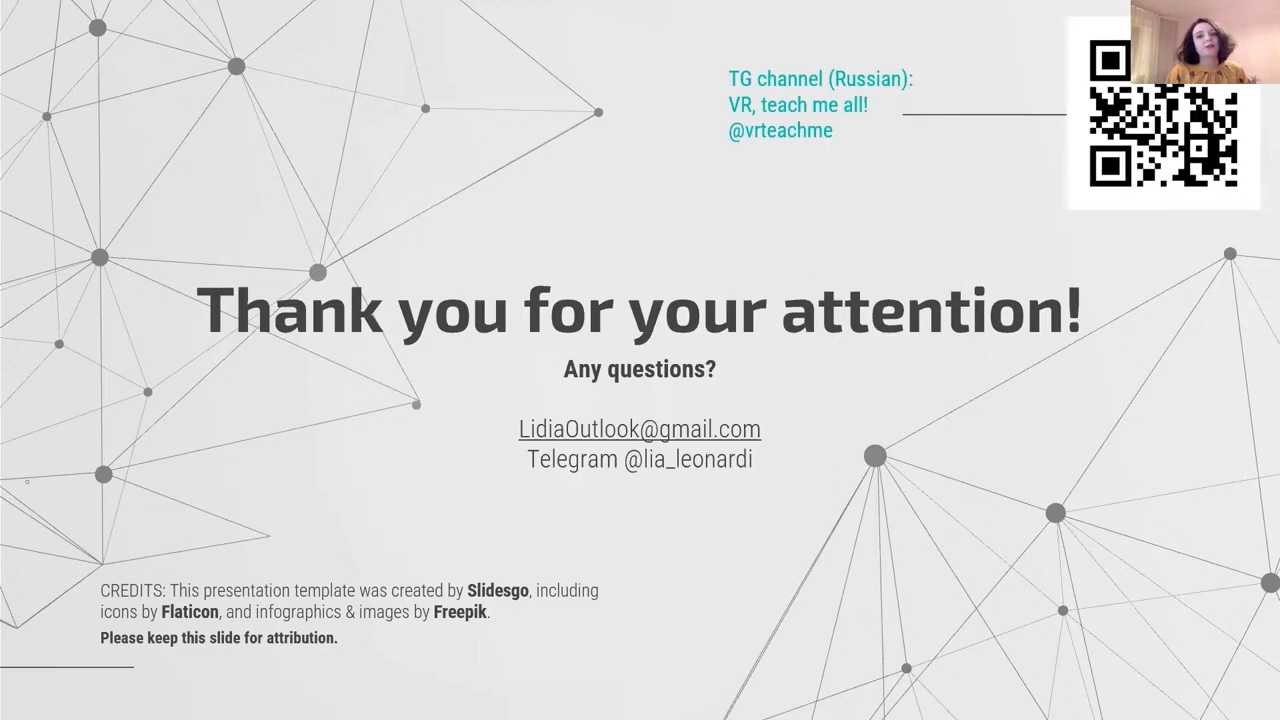 TG channel (Russian):
VR, teach me all!
@vrteachme
Thank you for your attention!
Any questions?
LidiaOutlook@gmail.com
Telegram @lia_leonardi
CREDITS: This presentation template was created by Slidesgo, including
icons by Flaticon, and infographics & images by Freepik.
Please keep this slide for attribution.